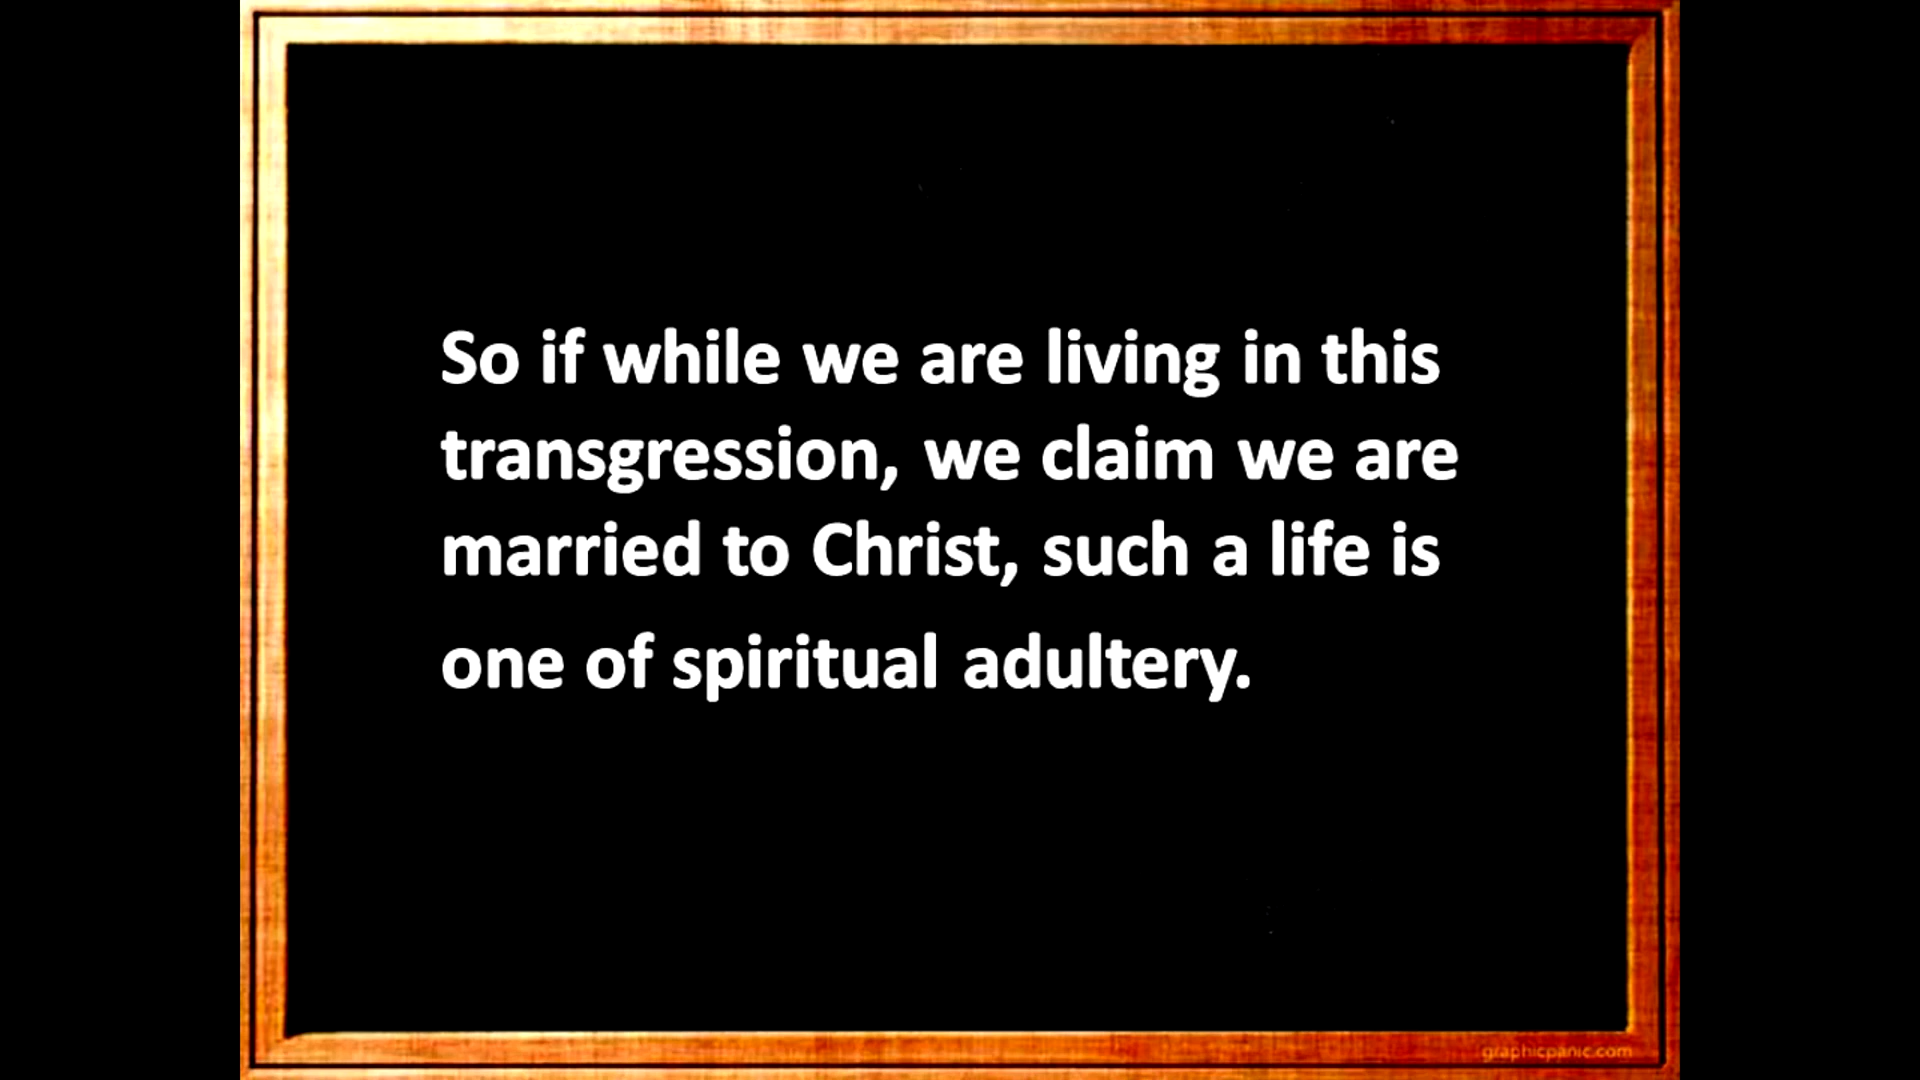 So if while we are living in this
transgression, we claim we are
married to Christ, such a life is
one of spiritual adultery.
graphicpanic.com